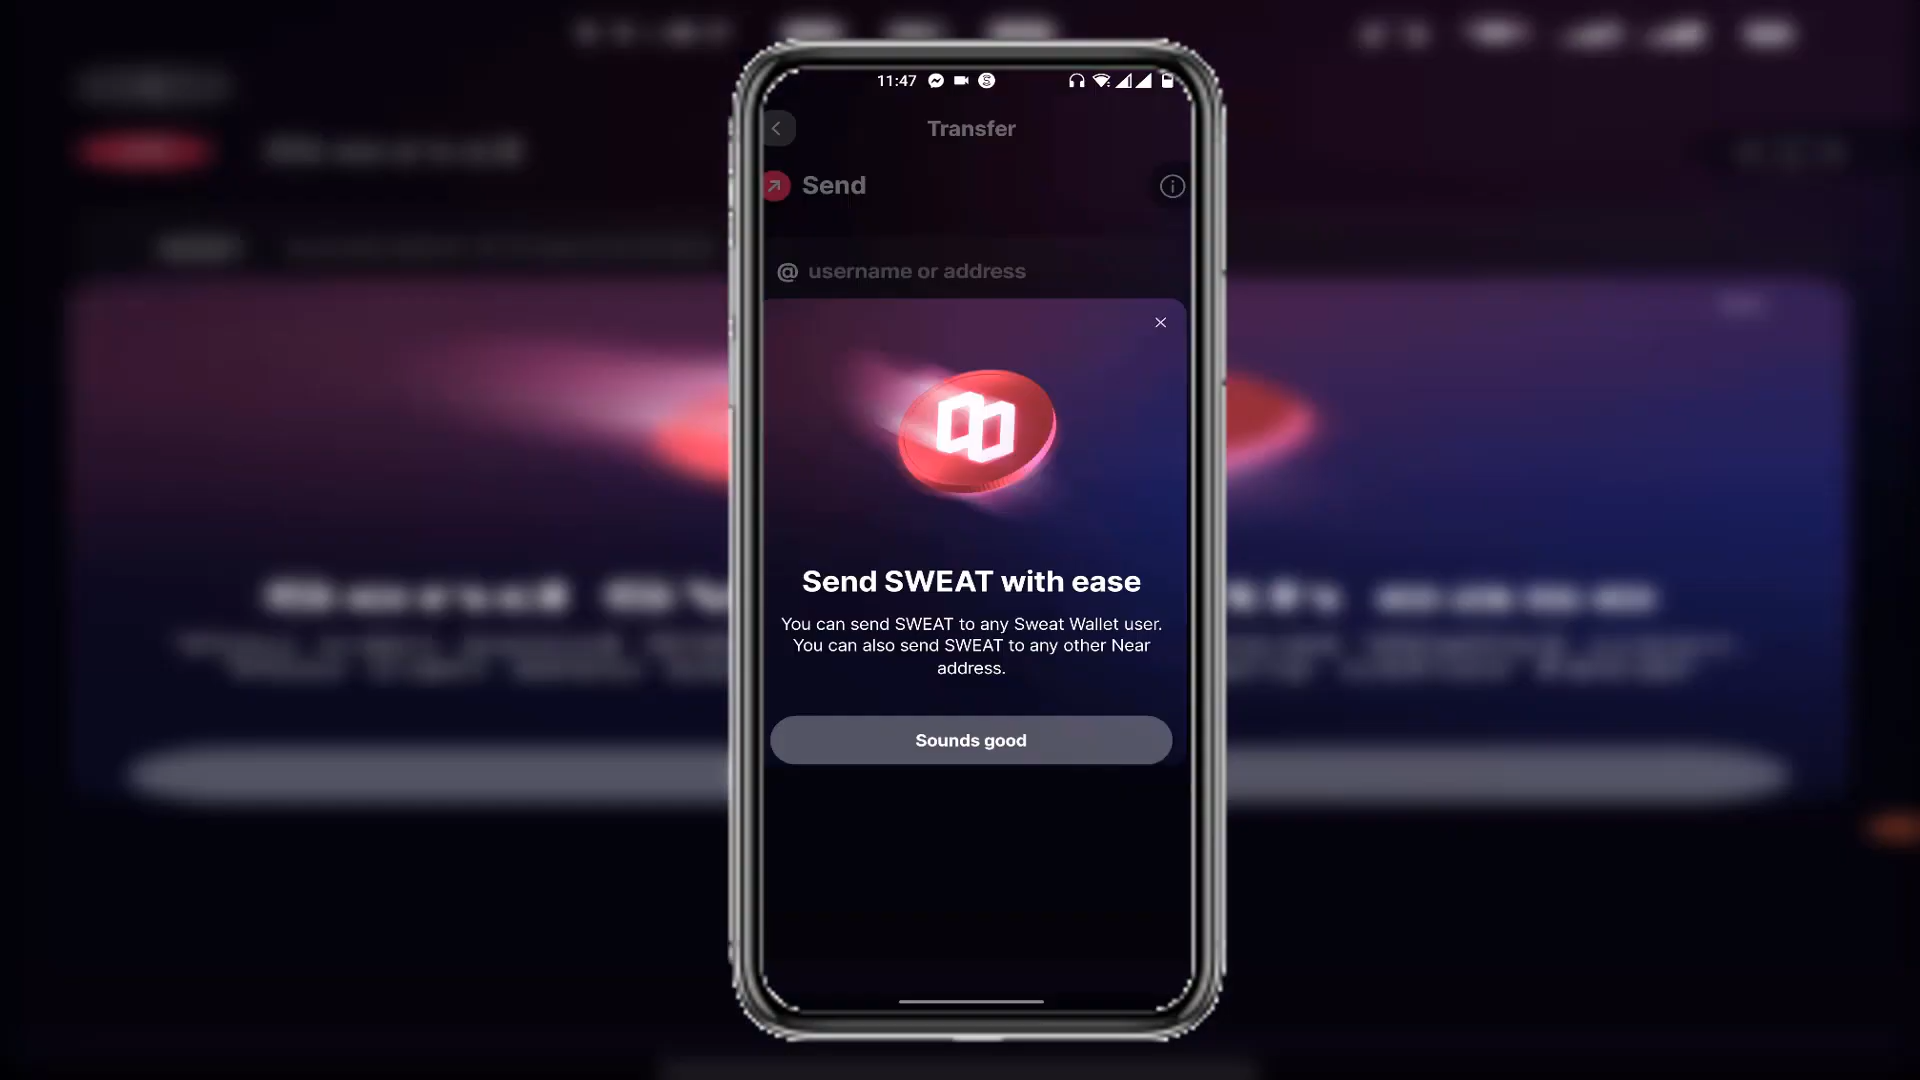 11:47
Transfer
Send
@ username or address
Send SWEAT with ease
You can send SWEAT to any Sweat Wallet user.
You can also send SWEAT to any other Near
address.
Sounds good